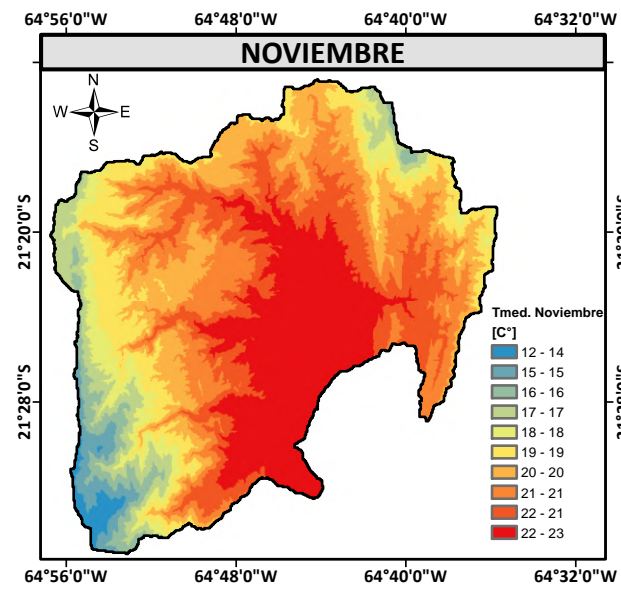 64°56'0"W 64°48'0"W 64°40'0"W 64°32'0"W
NOVIEMBRE
N
W E
S
21°20'0"S
21°28'0"S
Tmed. Noviembre
[C°]
12 - 14
15 - 15
16 - 16
17 - 17
18 - 18
19 - 19
20 - 20
21 - 21
22 - 21
22 - 23
64°56'0"W 64°48'0"W 64°40'0"W 64°32'0"W